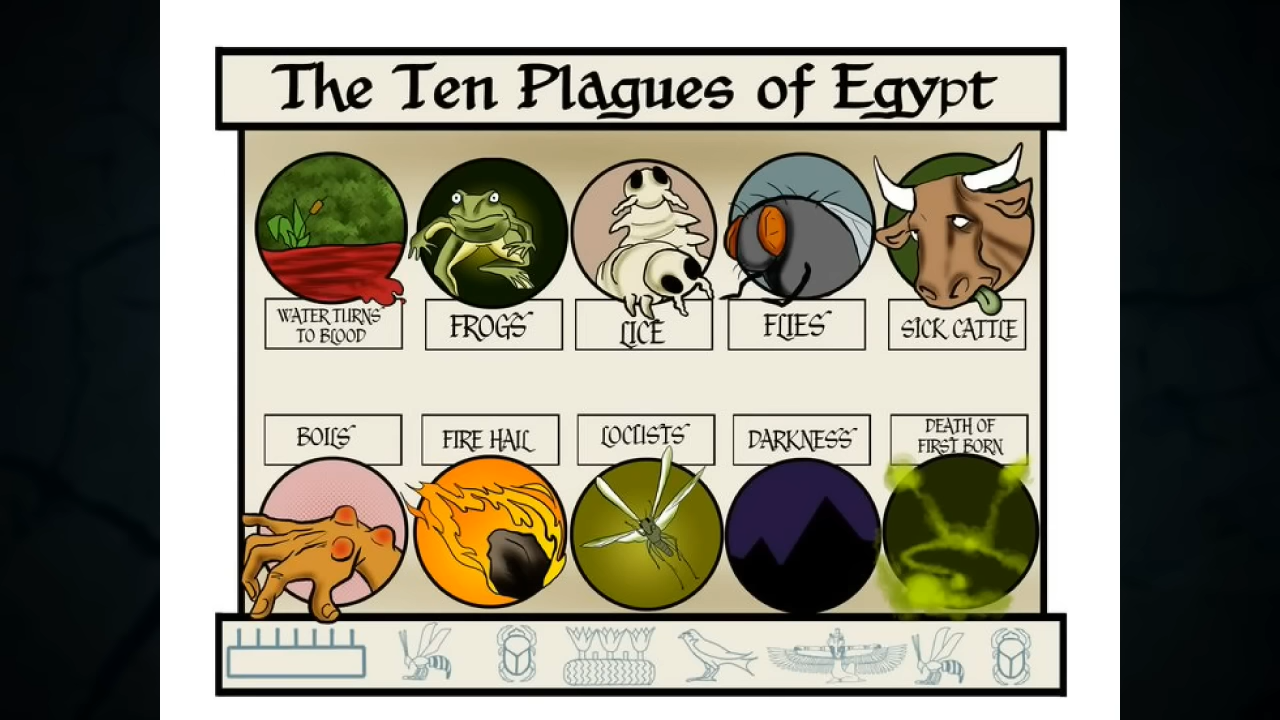 The Ten Plagues of Egypt
WATER TURNS
TO BLOOD
FROGS
LICE
FLIES
SICK CATTLE
BOILS
FIRE HAIL
LOCUSTS
DARKNESS
DEATH OF
FIRST BORN